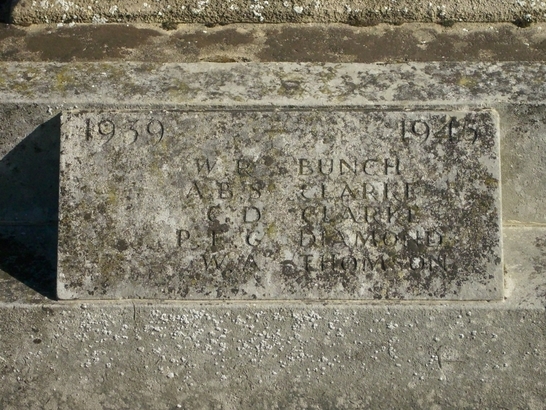 1939 1945
W. R. BUNCH
A.B.S. CLARKE
C.D. CLARKE
P. F. G. DIAMOND
W.A. THOMSON